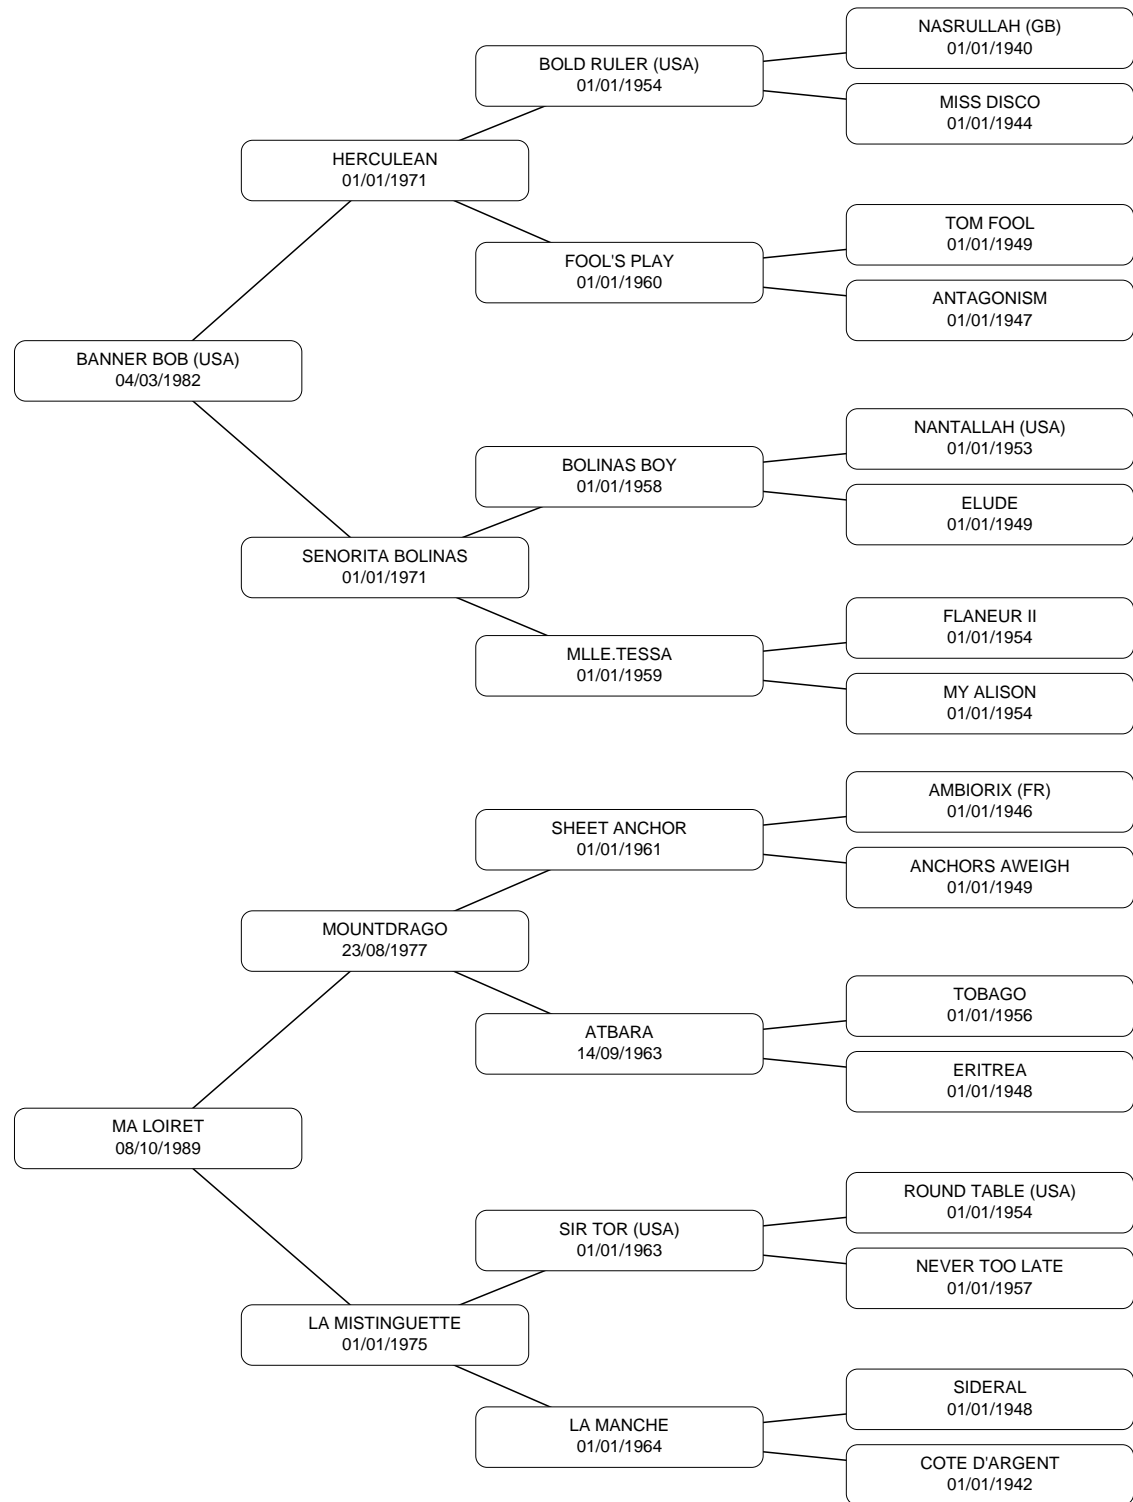 NASRULLAH (GB)
01/01/1940
BOLD RULER (USA)
01/01/1954
MISS DISCO
01/01/1944
HERCULEAN
01/01/1971
TOM FOOL
01/01/1949
FOOL'S PLAY
01/01/1960
ANTAGONISM
01/01/1947
BANNER BOB (USA)
04/03/1982
NANTALLAH (USA)
01/01/1953
BOLINAS BOY
01/01/1958
ELUDE
01/01/1949
SENORITA BOLINAS
01/01/1971
FLANEUR II
01/01/1954
MLLE.TESSA
01/01/1959
MY ALISON
01/01/1954
AMBIORIX (FR)
01/01/1946
SHEET ANCHOR
01/01/1961
ANCHORS AWEIGH
01/01/1949
MOUNTDRAGO
23/08/1977
TOBAGO
01/01/1956
ATBARA
14/09/1963
ERITREA
01/01/1948
MA LOIRET
08/10/1989
ROUND TABLE (USA)
01/01/1954
SIR TOR (USA)
01/01/1963
NEVER TOO LATE
01/01/1957
LA MISTINGUETTE
01/01/1975
SIDERAL
01/01/1948
LA MANCHE
01/01/1964
COTE D'ARGENT
01/01/1942